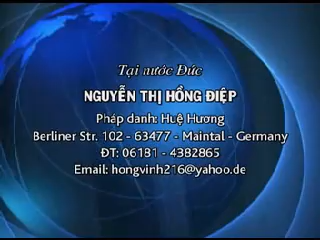 Tại nước Đức
NGUYỄN THỊ HỒNG ĐIỆP
Pháp danh: Huệ Hương
Berliner Str. 102 - 63477 - Maintal - Germany
ĐT: 06181 - 4382865
Email: hongvinh216@yahoo.de